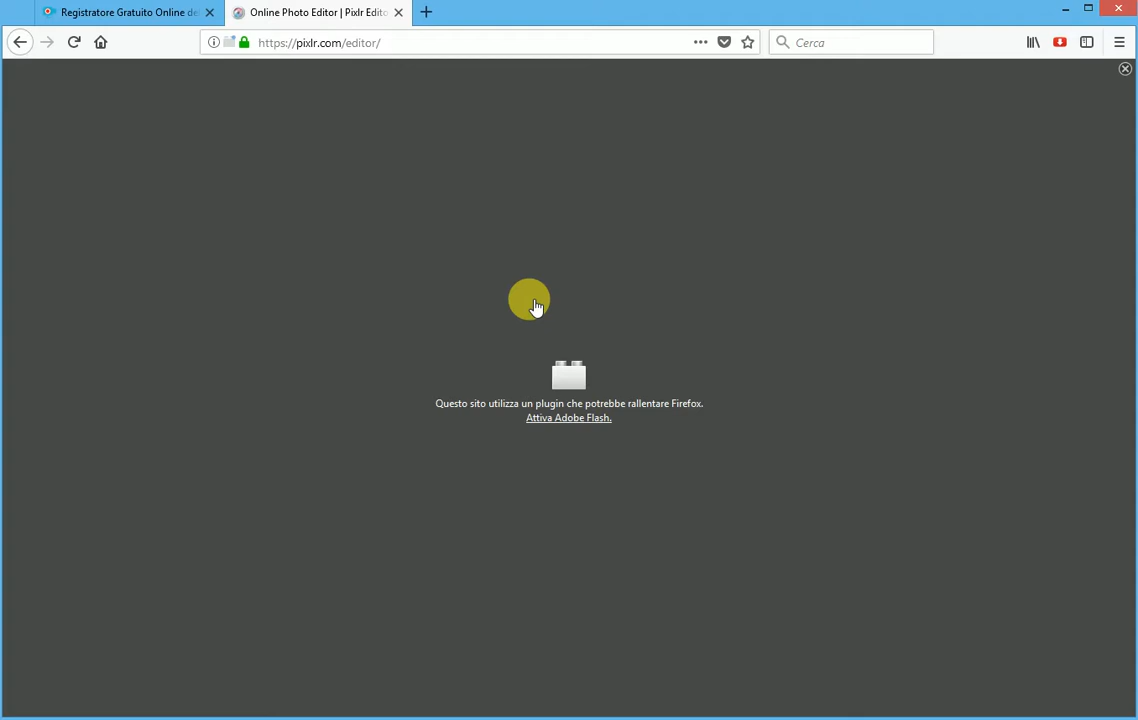 Registratore Gratuito Online de
Online Photo Editor | Pixlr Edito
https://pixlr.com/editor/
Cerca
Questo sito utilizza un plugin che potrebbe rallentare Firefox.
Attiva Adobe Flash.